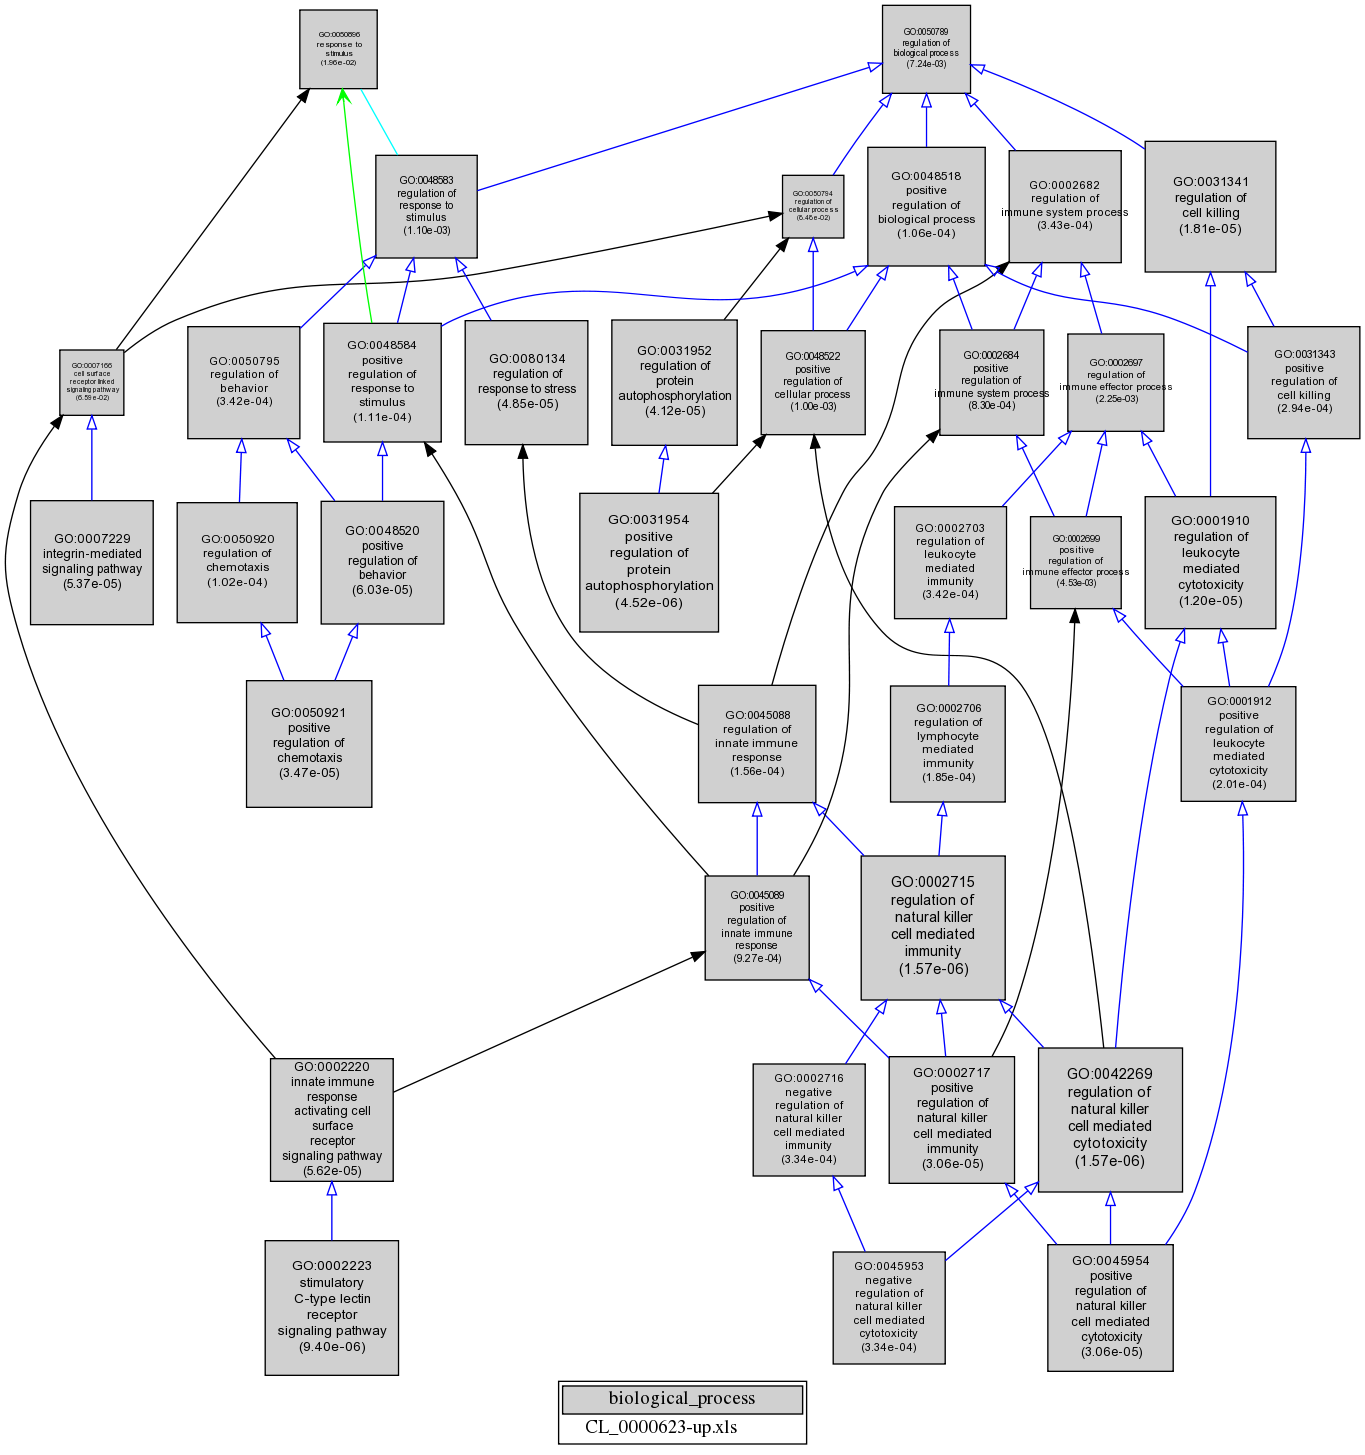 GO:0050896
response to
stimulus
(1.96e-02)
GO:0050789
regulation of
biological process
(7.24e-03)
GO:0048583
regulation of
response to
stimulus
(1.10e-03)
GO:0050794
regulation of
cellular process
(6.46e-02)
GO:0048518
positive
regulation of
biological process
(1.06e-04)
GO:0002682
regulation of
immune system process
(3.43e-04)
GO:0031341
regulation of
cell killing
(1.81e-05)
GO:0007166
cell surface
receptor linked
signaling pathway
(6.59e-02)
GO:0050795
regulation of
behavior
(3.42e-04)
GO:0048584
positive
regulation of
response to
stimulus
(1.11e-04)
GO:0080134
regulation of
response to stress
(4.85e-05)
GO:0031952
regulation of
protein
autophosphorylation
(4.12e-05)
GO:0048522
positive
regulation of
cellular process
(1.00e-03)
GO:0002684
positive
regulation of
immune system process
(8.30e-04)
GO:0002697
regulation of
immune effector process
(2.25e-03)
GO:0031343
positive
regulation of
cell killing
(2.94e-04)
GO:0007229
integrin-mediated
signaling pathway
(5.37e-05)
GO:0050920
regulation of
chemotaxis
(1.02e-04)
GO:0048520
positive
regulation of
behavior
(6.03e-05)
GO:0031954
positive
regulation of
protein
autophosphorylation
(4.52e-06)
GO:0002703
regulation of
leukocyte
mediated
immunity
(3.42e-04)
GO:0002699
positive
regulation of
immune effector process
(4.53e-03)
GO:0001910
regulation of
leukocyte
mediated
cytotoxicity
(1.20e-05)
GO:0050921
positive
regulation of
chemotaxis
(3.47e-05)
GO:0045088
regulation of
innate immune
response
(1.56e-04)
GO:0002706
regulation of
lymphocyte
mediated
immunity
(1.85e-04)
GO:0001912
positive
regulation of
leukocyte
mediated
cytotoxicity
(2.01e-04)
GO:0045089
positive
regulation of
innate immune
response
(9.27e-04)
GO:0002715
regulation of
natural killer
cell mediated
immunity
(1.57e-06)
GO:0002220
innate immune
response
activating cell
surface
receptor
signaling pathway
(5.62e-05)
GO:0002716
negative
regulation of
natural killer
cell mediated
immunity
(3.34e-04)
GO:0002717
positive
regulation of
natural killer
cell mediated
immunity
(3.06e-05)
GO:0042269
regulation of
natural killer
cell mediated
cytotoxicity
(1.57e-06)
GO:0002223
stimulatory
C-type lectin
receptor
signaling pathway
(9.40e-06)
GO:0045953
negative
regulation of
natural killer
cell mediated
cytotoxicity
(3.34e-04)
GO:0045954
positive
regulation of
natural killer
cell mediated
cytotoxicity
(3.06e-05)
biological_process
CL_0000623-up.xls